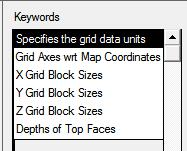 Keywords
Specifies the grid data units
Grid Axes wrt Map Coordinates
X Grid Block Sizes
Y Grid Block Sizes
Z Grid Block Sizes
Depths of Top Faces